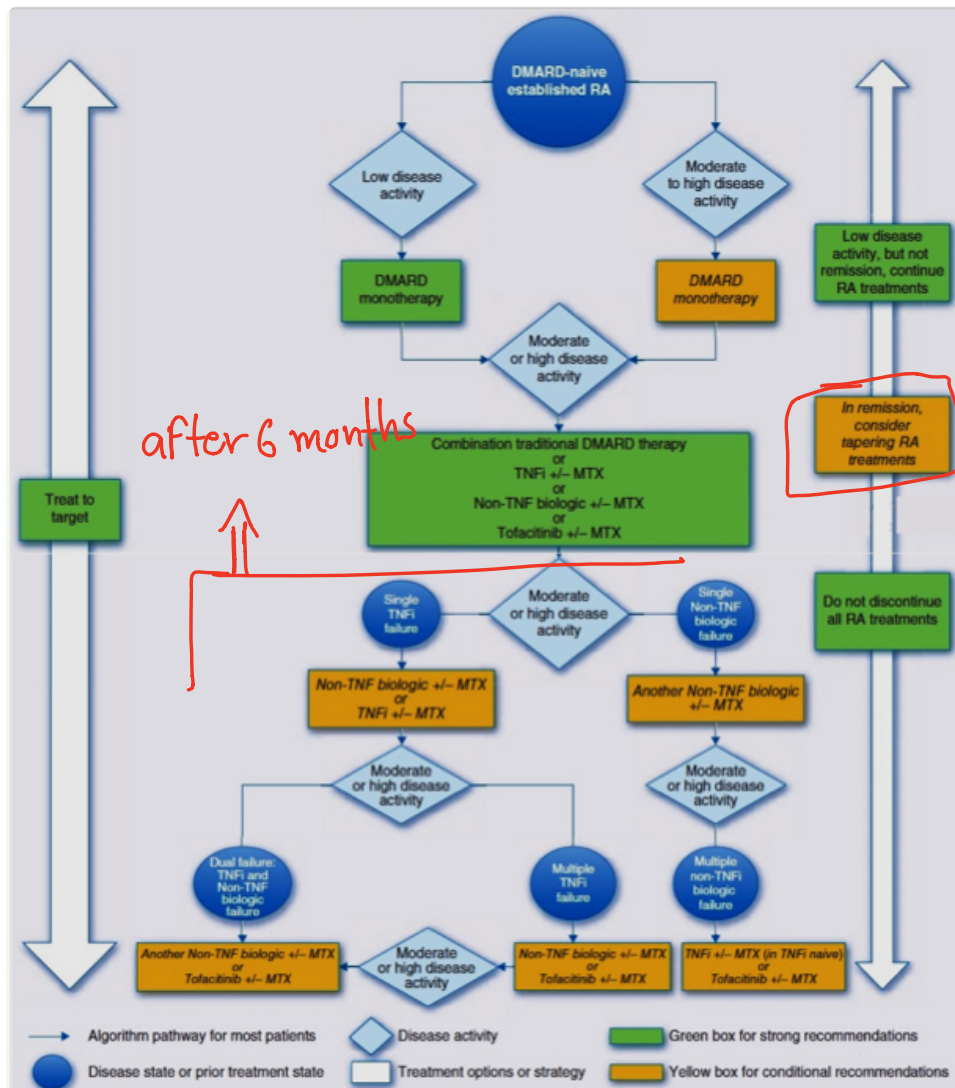 DMARD-naive
established RA
Low disease
activity
Moderate
to high disease
activity
DMARD
monotherapy
DMARD
monotherapy
Low disease
activity, but not
remission, continue
RA treatments
Moderate
or high disease
activity
after 6 months
In remission,
consider
tapering RA
treatments
Combination traditional DMARD therapy
or
TNFi +/– MTX
or
Non-TNF biologic +/– MTX
or
Tofacitinib +/– MTX
Treat to
target
Single
TNFi
failure
Moderate
or high disease
activity
Single
Non-TNF
biologic
failure
Do not discontinue
all RA treatments
Non-TNF biologic +/– MTX
or
TNFi +/– MTX
Another Non-TNF biologic
+/– MTX
Moderate
or high disease
activity
Moderate
or high disease
activity
Dual failure:
TNFi and
Non-TNF
biologic
failure
Multiple
TNFi
failure
Multiple
non-TNFi
biologic
failure
Another Non-TNF biologic +/– MTX
or
Tofacitinib +/– MTX
Moderate
or high disease
activity
Non-TNF biologic +/– MTX
or
Tofacitinib +/– MTX
TNFi +/– MTX (in TNFi naive)
or
Tofacitinib +/– MTX
Algorithm pathway for most patients
Disease activity
Green box for strong recommendations
Disease state or prior treatment state
Treatment options or strategy
Yellow box for conditional recommendations